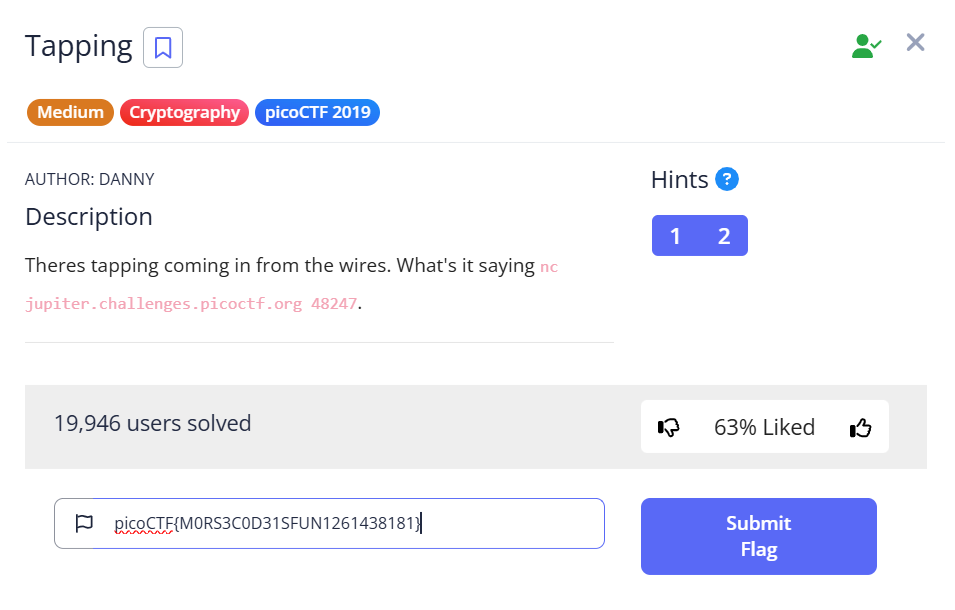 Tapping
Medium Cryptography picoCTF 2019
AUTHOR: DANNY
Description
Theres tapping coming in from the wires. What's it saying nc
jupiter.challenges.picoctf.org 48247.
Hints ?
1 2
19,946 users solved
63% Liked
picoCTF{M0RS3C0D31SFUN1261438181}
Submit
Flag